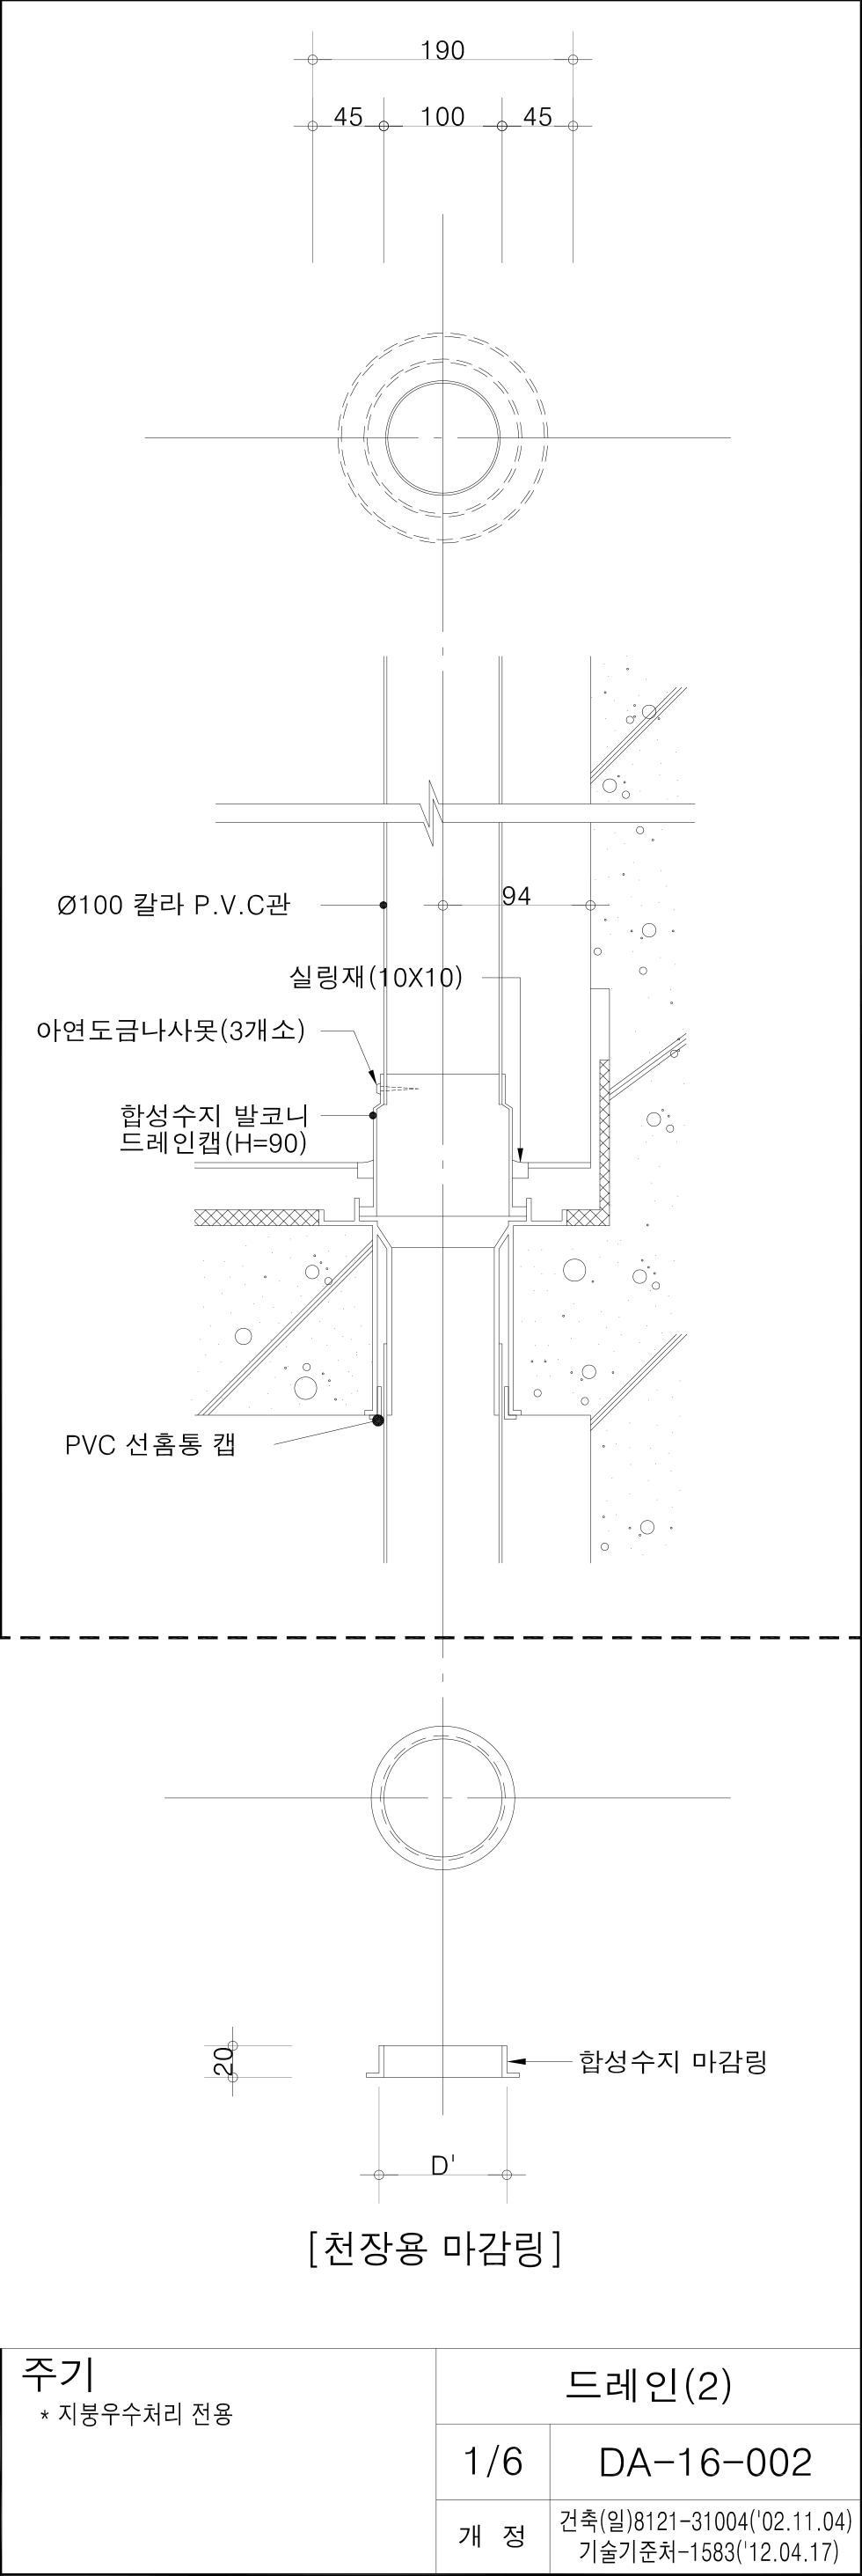 190
45 100 45
94
Ø100 칼라 P.V.C관
실링재(10X10)
아연도금나사못(3개소)
합성수지 발코니
드레인캡(H=90)
PVC 선홈통 캡
20
합성수지 마감링
D'
[천장용 마감링]
주기
* 지붕우수처리 전용
드레인(2)
1/6 DA-16-002
개 정
건축(일)8121-31004('02.11.04)
기술기준처-1583('12.04.17)